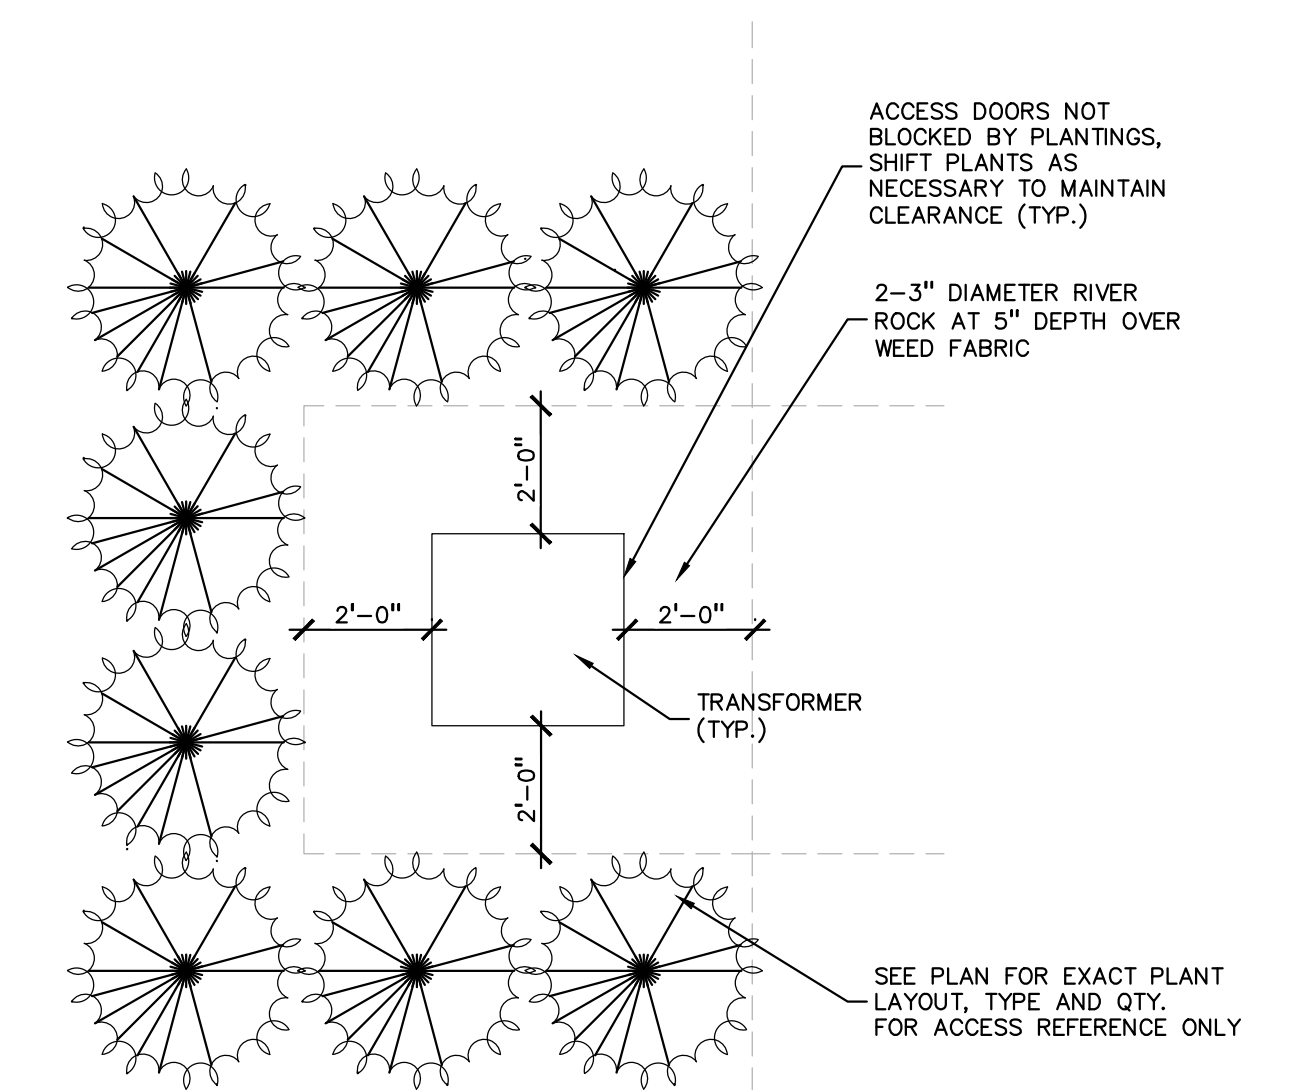 ACCESS DOORS NOT
BLOCKED BY PLANTINGS,
SHIFT PLANTS AS
NECESSARY TO MAINTAIN
CLEARANCE (TYP.)
2-3" DIAMETER RIVER
ROCK AT 5" DEPTH OVER
WEED FABRIC
2'-0"
2'-0"
2'-0"
TRANSFORMER
(TYP.)
2'-0"
SEE PLAN FOR EXACT PLANT
LAYOUT, TYPE AND QTY.
FOR ACCESS REFERENCE ONLY